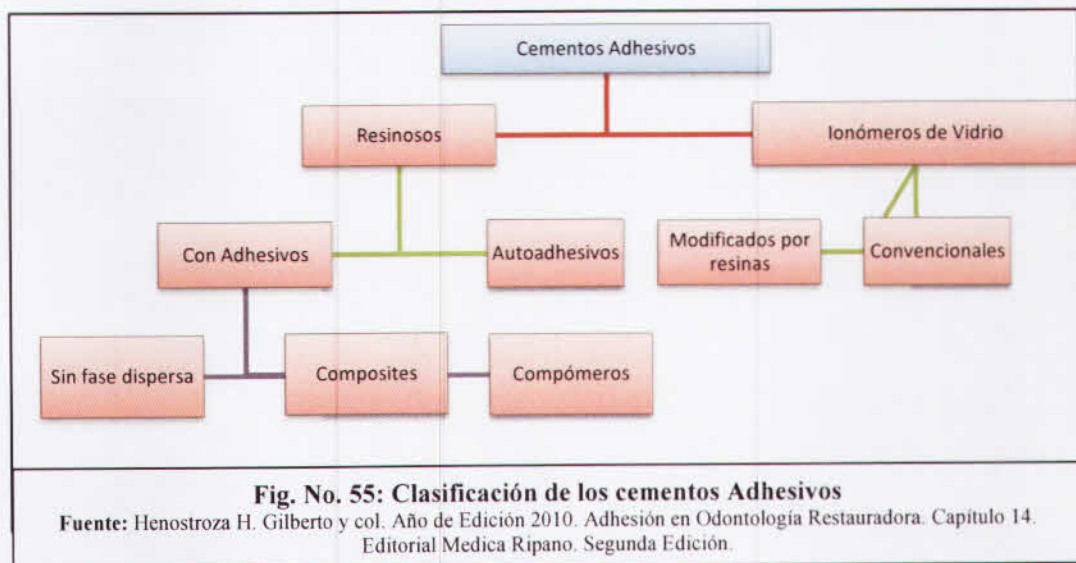 Cementos Adhesivos
Resinosos
Ionómeros de Vidrio
Con Adhesivos
Autoadhesivos
Modificados por
resinas
Convencionales
Sin fase dispersa
Composites
Compómeros
Fig. No. 55: Clasificación de los cementos Adhesivos
Fuente: Henostroza H. Gilberto y col. Año de Edición 2010. Adhesión en Odontología Restauradora. Capítulo 14.
Editorial Medica Ripano. Segunda Edición.